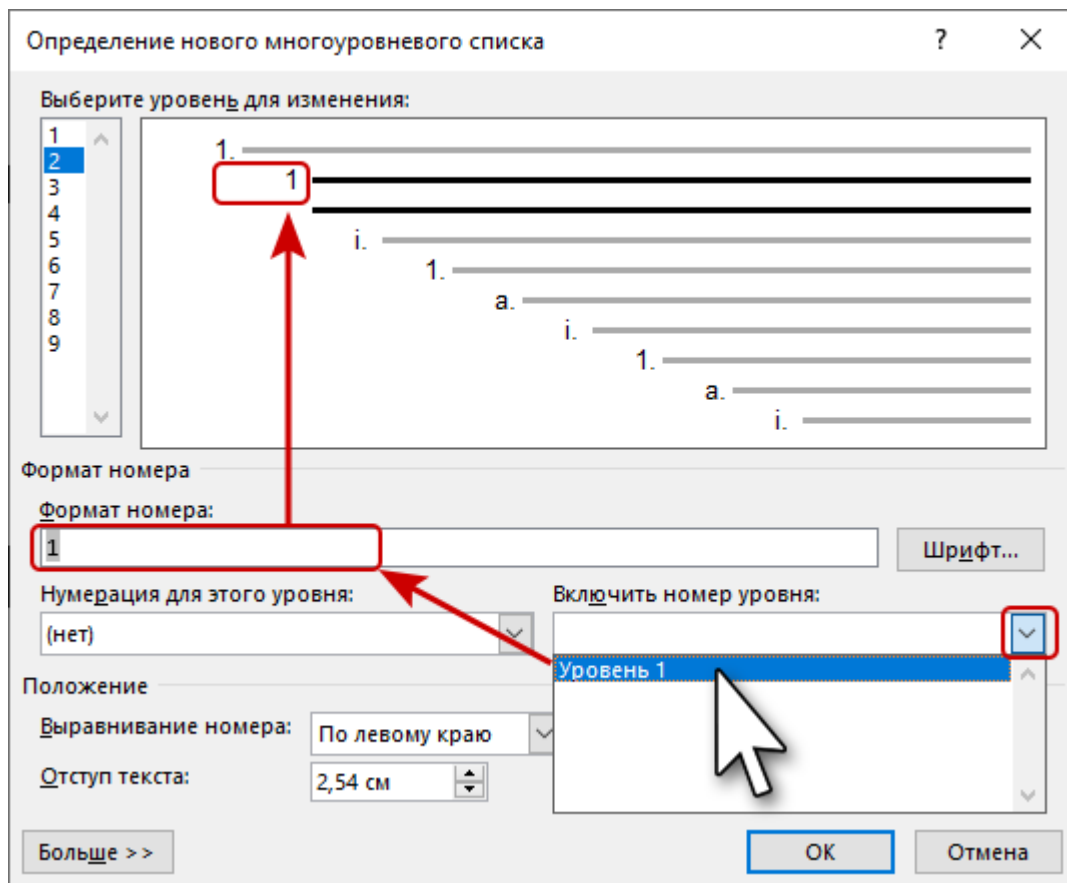 Определение нового многоуровневого списка ?
Выберите уровень для изменения:
1
2
3
4
5
6
7
8
9
1.
1
i.
1.
a.
i.
1.
a.
i.
Формат номера
Формат номера:
1 Шрифт...
Нумерация для этого уровня: Включить номер уровня:
(нет)
Уровень 1
Положение
Выравнивание номера: По левому краю
Отступ текста: 2,54 см
Больше >> ОК Отмена